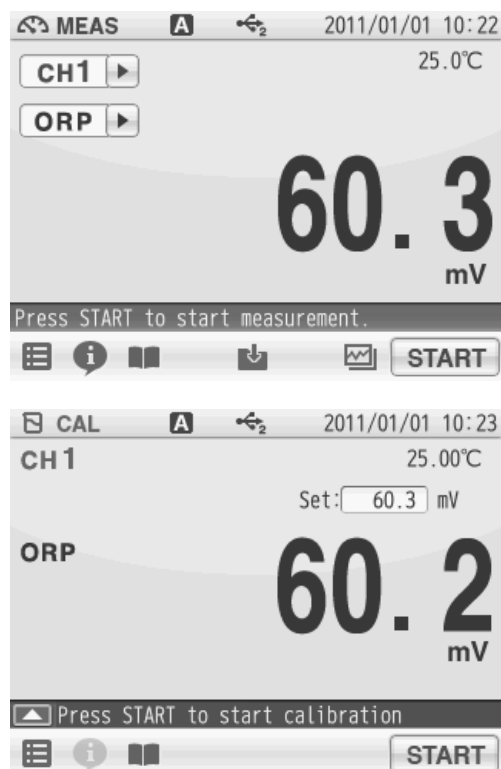 MEAS A 2 2011/01/01 10:22
CH1 25.0℃
ORP
60.3
mV
Press START to start measurement.
START
CAL A 2 2011/01/01 10:23
CH1 25.00℃
Set: 60.3 mV
ORP
60.2
mV
Press START to start calibration
START